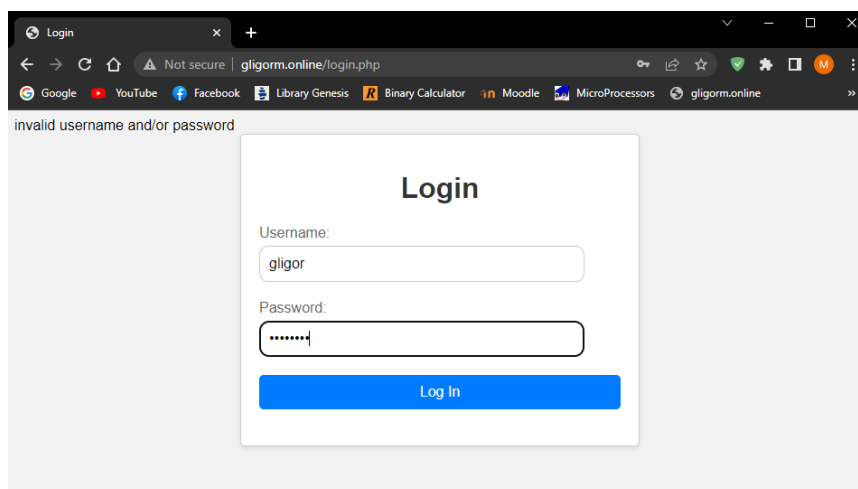 Login
Not secure | gligorm.online/login.php
Google YouTube Facebook Library Genesis R Binary Calculator Moodle MicroProcessors gligorm.online »
M
invalid username and/or password
Login
Username:
gligor
Password:
••••••••
Log In